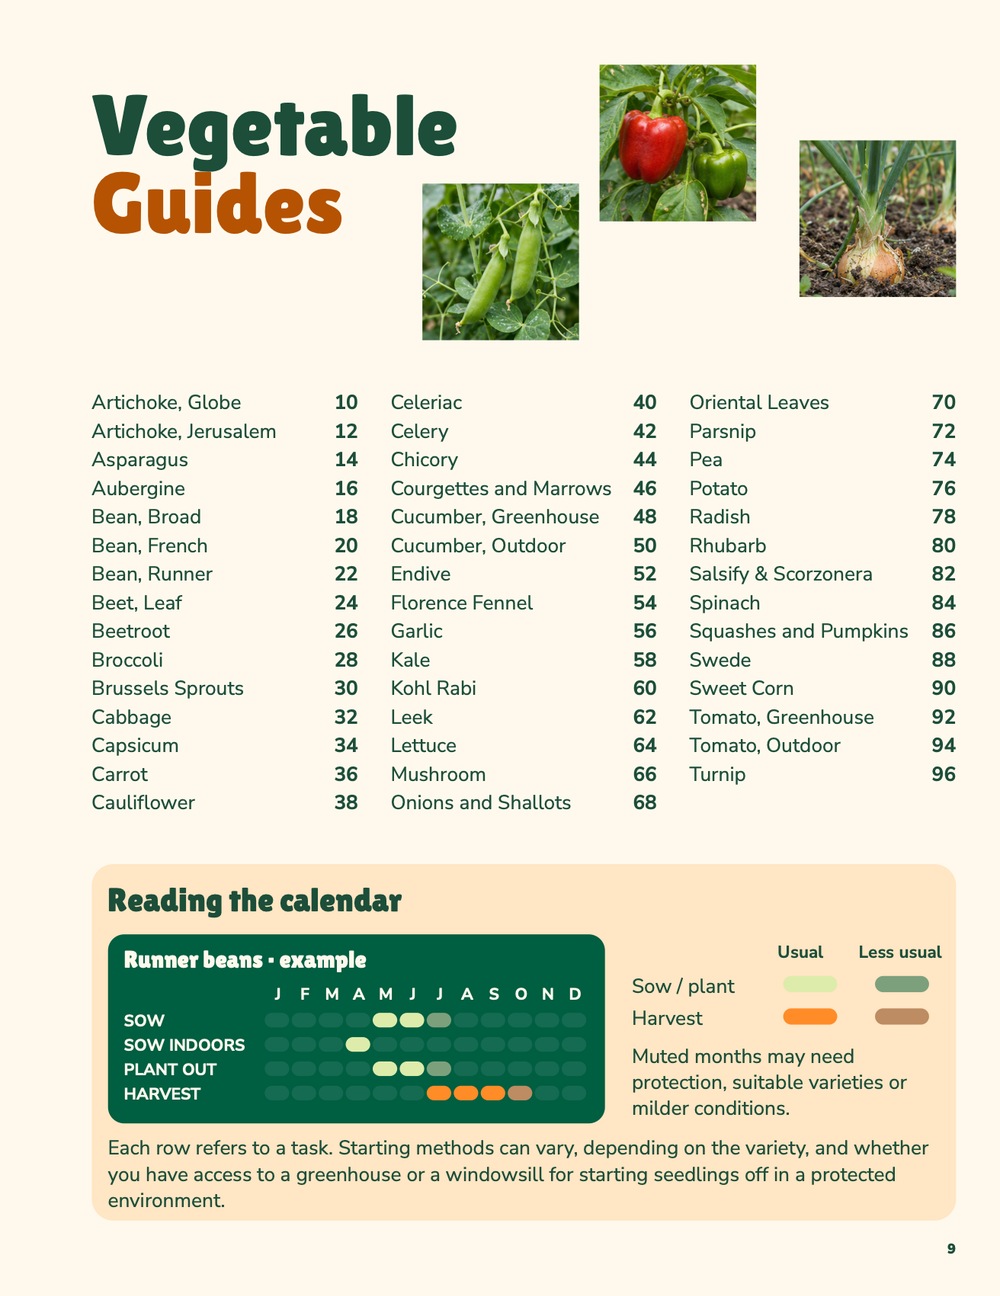 Vegetable
Guides
Artichoke, Globe 10
Artichoke, Jerusalem 12
Asparagus 14
Aubergine 16
Bean, Broad 18
Bean, French 20
Bean, Runner 22
Beet, Leaf 24
Beetroot 26
Broccoli 28
Brussels Sprouts 30
Cabbage 32
Capsicum 34
Carrot 36
Cauliflower 38
Celeriac 40
Celery 42
Chicory 44
Courgettes and Marrows 46
Cucumber, Greenhouse 48
Cucumber, Outdoor 50
Endive 52
Florence Fennel 54
Garlic 56
Kale 58
Kohl Rabi 60
Leek 62
Lettuce 64
Mushroom 66
Onions and Shallots 68
Oriental Leaves 70
Parsnip 72
Pea 74
Potato 76
Radish 78
Rhubarb 80
Salsify & Scorzonera 82
Spinach 84
Squashes and Pumpkins 86
Swede 88
Sweet Corn 90
Tomato, Greenhouse 92
Tomato, Outdoor 94
Turnip 96
Reading the calendar
Runner beans · example
J F M A M J J A S O N D
SOW
SOW INDOORS
PLANT OUT
HARVEST
Usual Less usual
Sow / plant
Harvest
Muted months may need
protection, suitable varieties or
milder conditions.
Each row refers to a task. Starting methods can vary, depending on the variety, and whether
you have access to a greenhouse or a windowsill for starting seedlings off in a protected
environment.
9